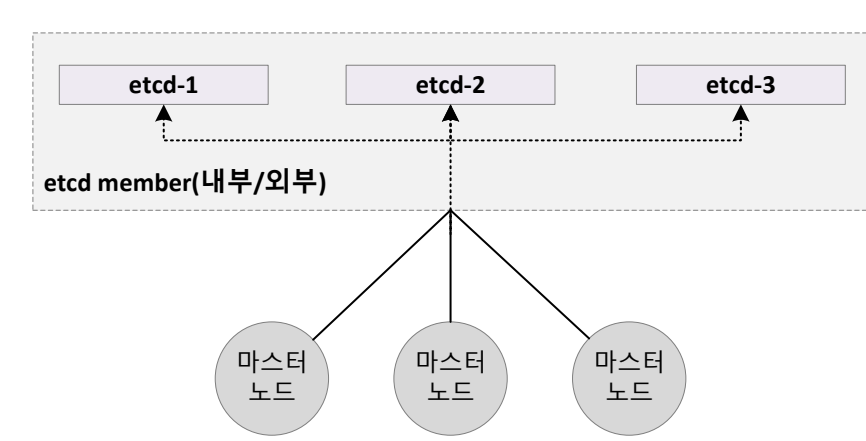 etcd-1
etcd-2
etcd-3
etcd member(내부/외부)
마스터
노드
마스터
노드
마스터
노드